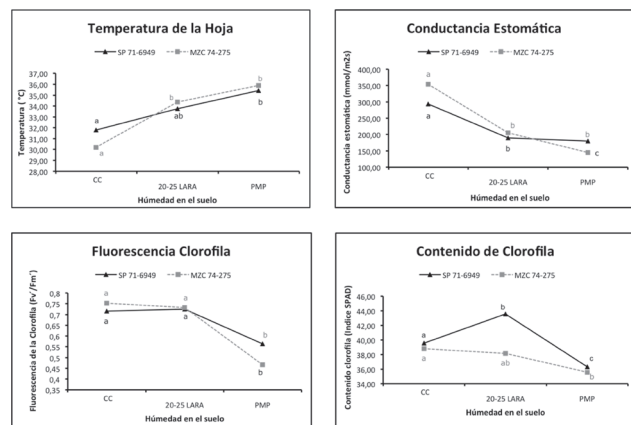 Temperatura de la Hoja
SP 71-6949 MZC 74-275
Temperatura ( °C)
37,00
36,00
35,00
34,00
33,00
32,00
31,00
30,00
29,00
28,00
a
a
b
ab
b
b
CC 20-25 LARA PMP
Húmedad en el suelo
Conductancia Estomática
SP 71-6949 MZC 74-275
Conductancia estomática (mmol/m2s)
400,00
350,00
300,00
250,00
200,00
150,00
100,00
a
a
b
b
b
c
CC 20-25 LARA PMP
Húmedad en el suelo
Fluorescencia Clorofila
SP 71-6949 MZC 74-275
Fluorescencia de la Clorofila (Fv'/Fm')
0,8
0,75
0,7
0,65
0,6
0,55
0,5
0,45
0,4
0,35
a
a
a
a
b
b
CC 20-25 LARA PMP
Húmedad en el suelo
Contenido de Clorofila
SP 71-6949 MZC 74-275
Contenido clorofila (Indice SPAD)
46,00
44,00
42,00
40,00
38,00
36,00
34,00
a
a
b
ab
c
b
CC 20-25 LARA PMP
Húmedad en el suelo